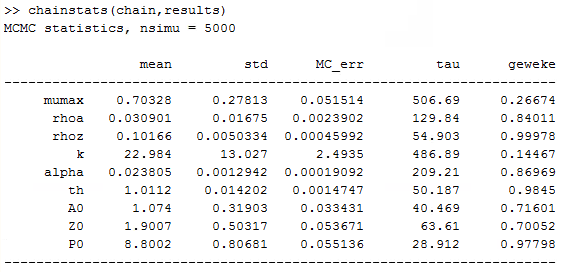 >> chainstats(chain,results)
MCMC statistics, nsimu = 5000
mean std MC_err tau geweke
---------------------------------------------------------------------
mumax 0.70328 0.27813 0.051514 506.69 0.26674
rhoa 0.030901 0.01675 0.0023902 129.84 0.84011
rhoz 0.10166 0.0050334 0.00045992 54.903 0.99978
k 22.984 13.027 2.4935 486.89 0.14467
alpha 0.023805 0.0012942 0.00019092 209.21 0.86969
th 1.0112 0.014202 0.0014747 50.187 0.9845
A0 1.074 0.31903 0.033431 40.469 0.71601
Z0 1.9007 0.50317 0.053671 63.61 0.70052
P0 8.8002 0.80681 0.055136 28.912 0.97798
---------------------------------------------------------------------